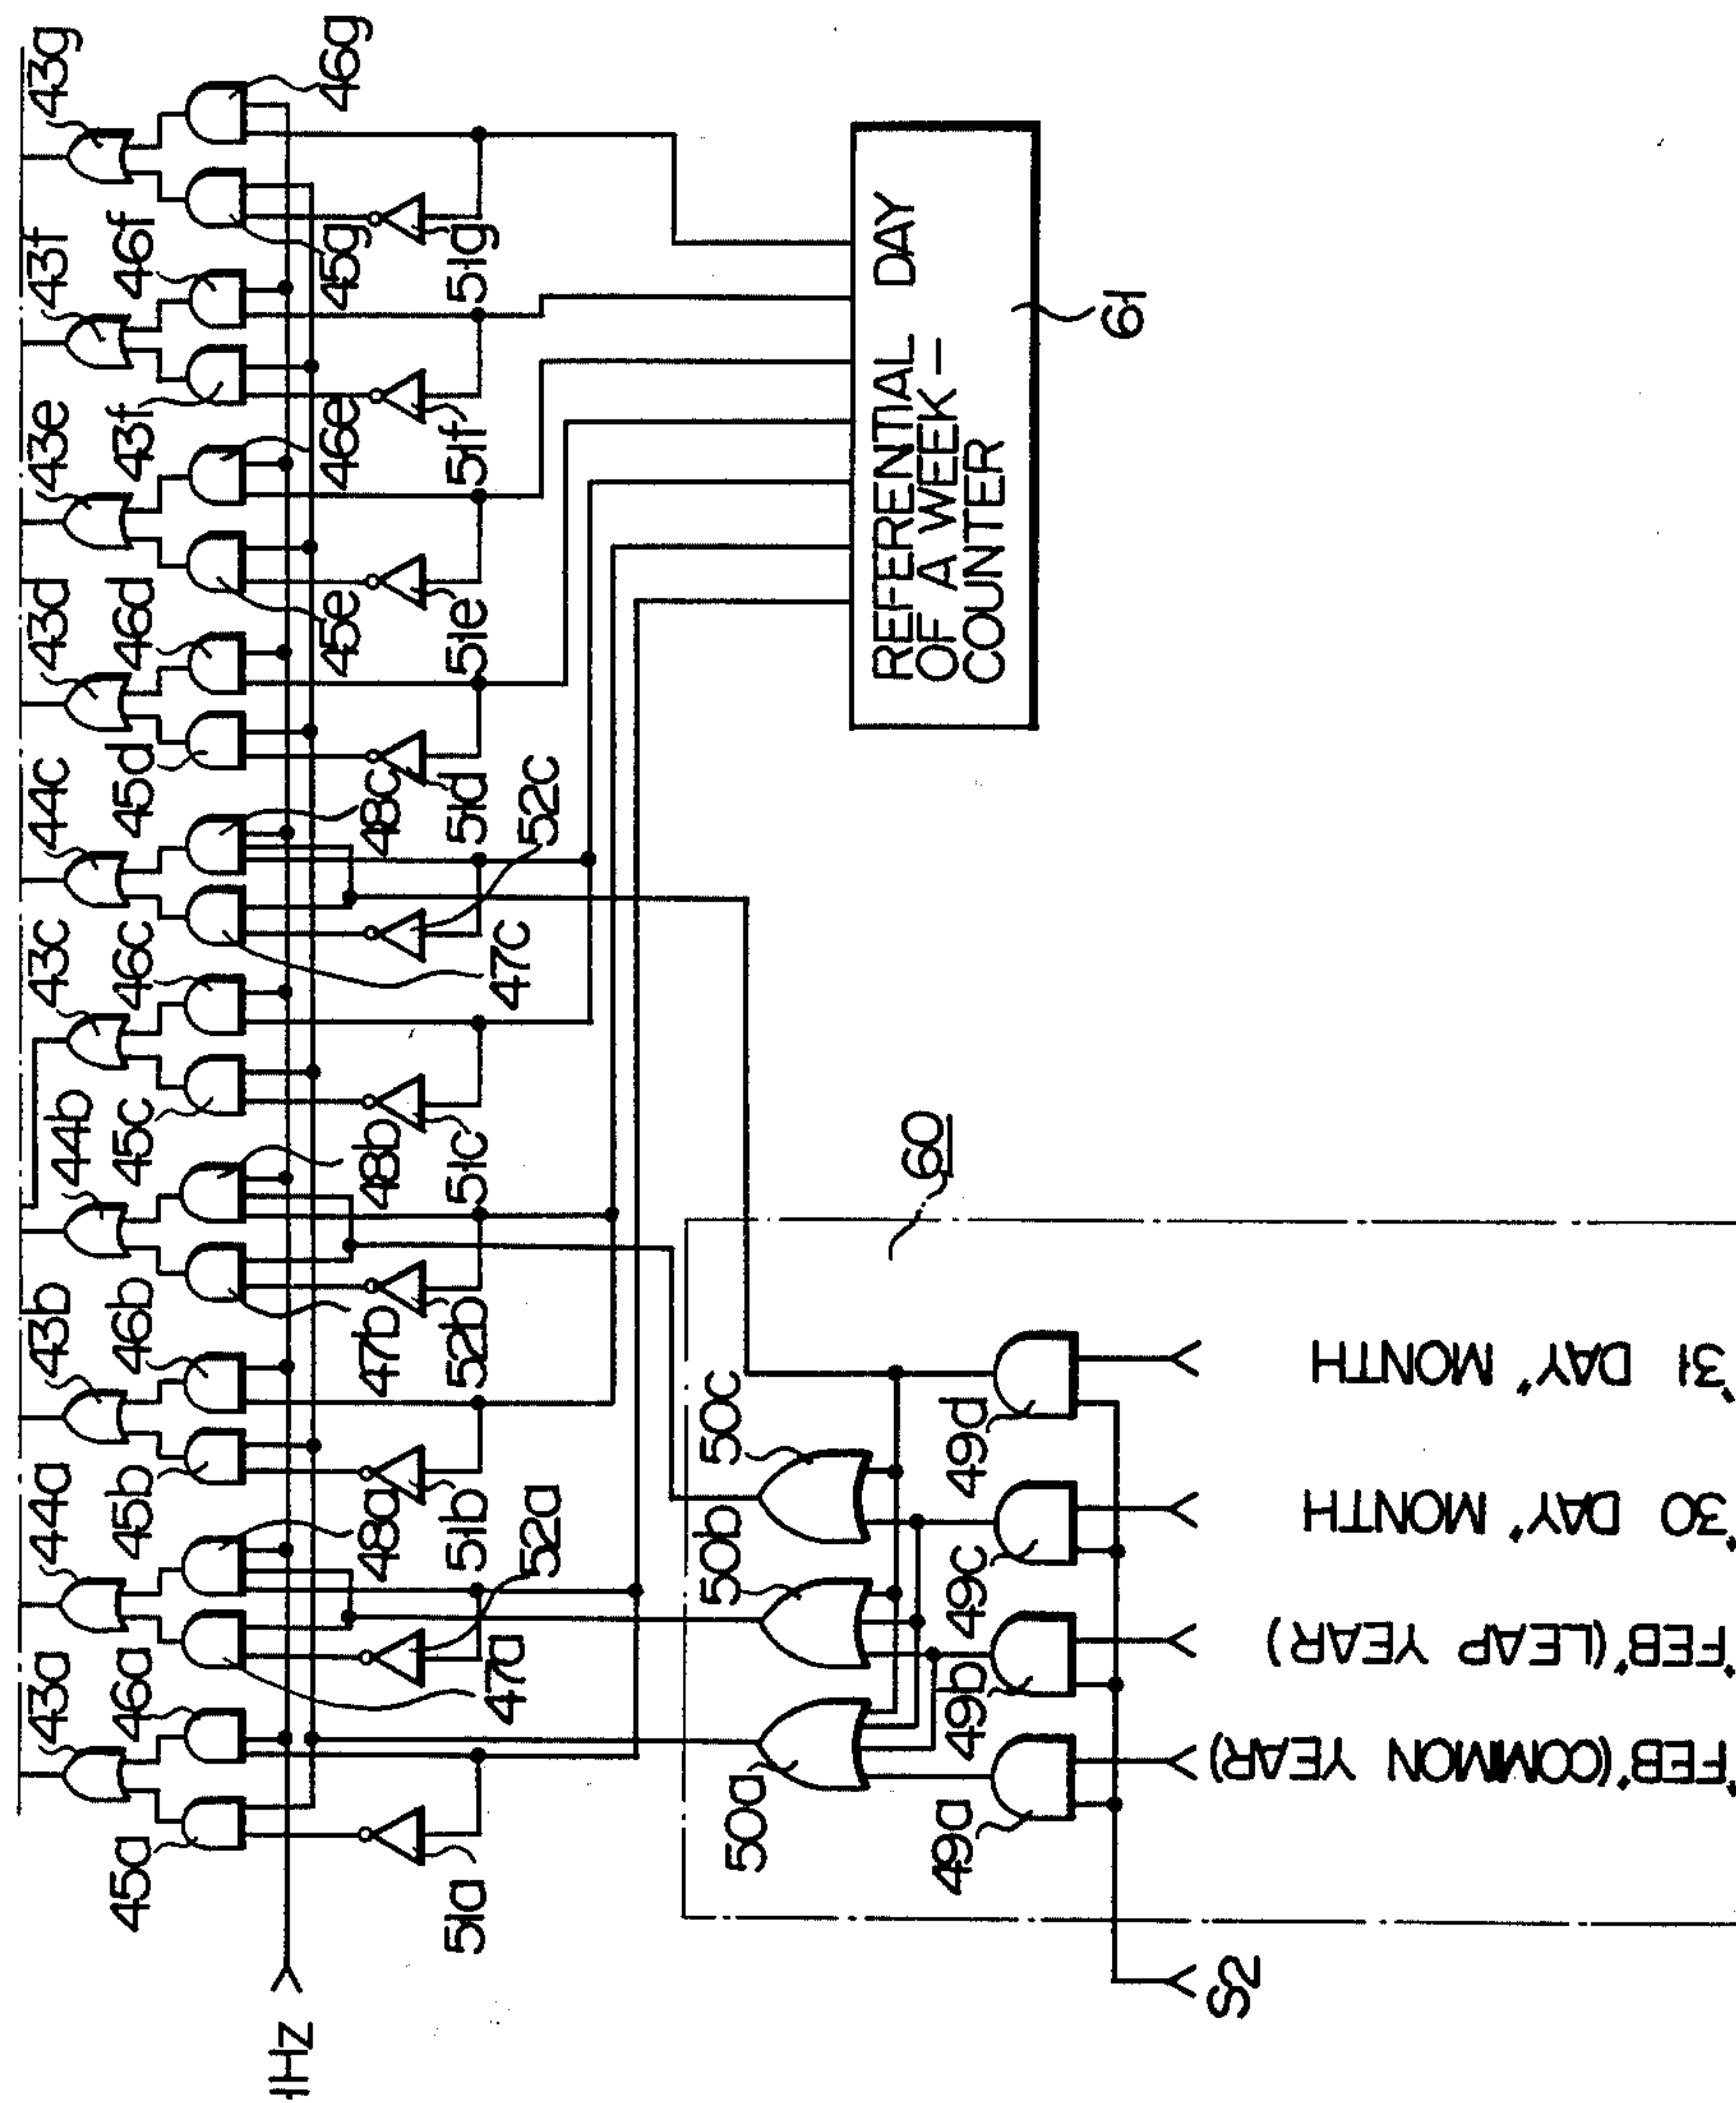 43a
44a
43b
44b
43c
44c
43d
43e
43f
43g
45a
46a
45b
46b
45c
46c
45d
46d
43f
46f
1HZ
47a
48a
47b
48b
47c
48c
45e
46e
45g
46g
51a
52a
51b
52b
51c
52c
51d
51e
51f
51g
REFERENTIAL DAY
OF A WEEK-
COUNTER
61
60
50a
50b
50c
49a
49b
49c
49d
S2
"FEB."(COMMON YEAR)
"FEB."(LEAP YEAR)
"30 DAY" MONTH
"31 DAY" MONTH